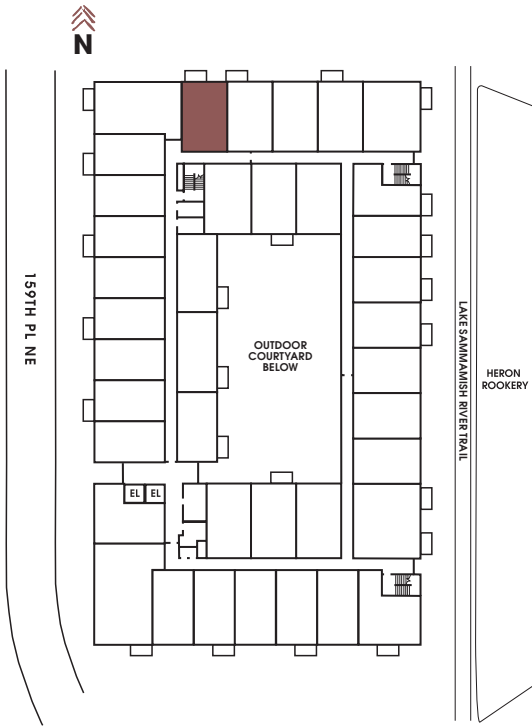 N
159TH PL NE
OUTDOOR
COURTYARD
BELOW
LAKE SAMMAMISH RIVER TRAIL
HERON
ROOKERY
EL EL